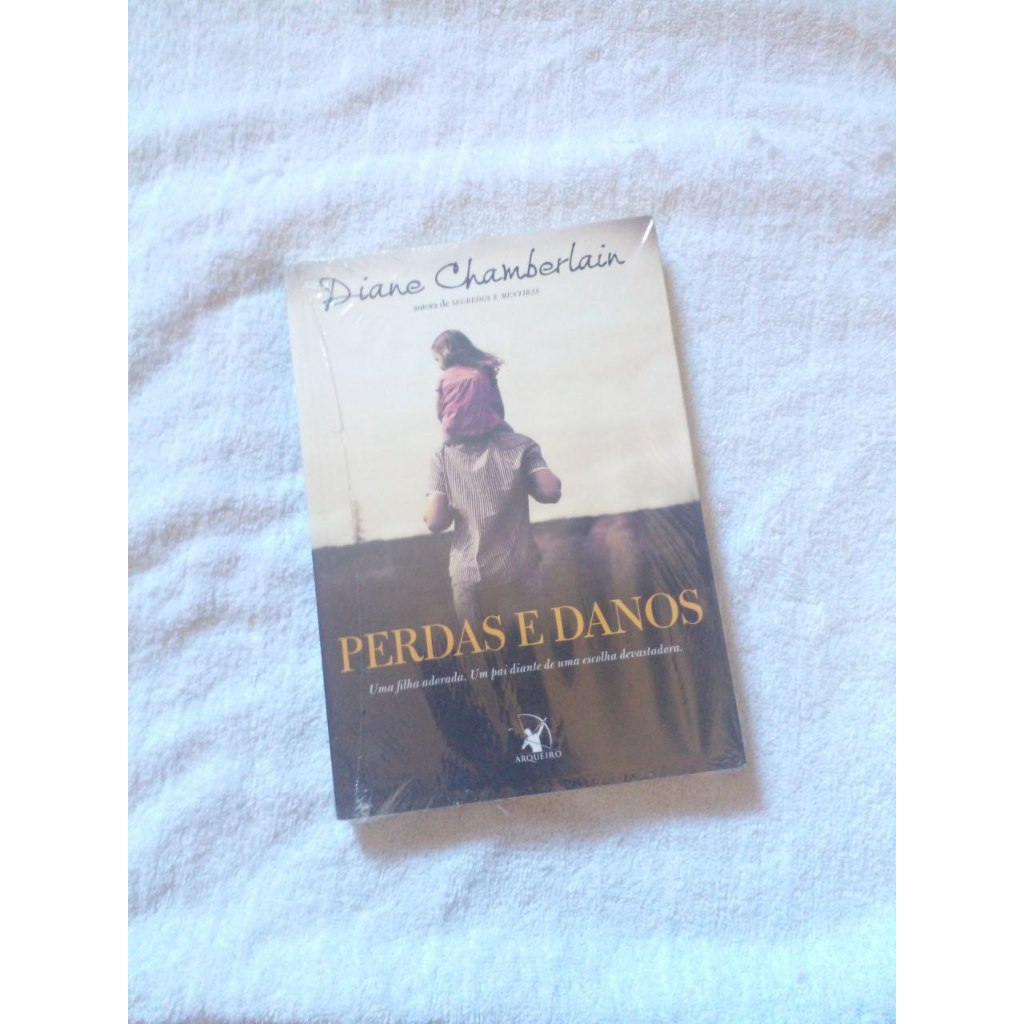 Diane Chamberlain
autora de SEGREDOS E MENTIRAS
PERDAS E DANOS
Uma filha adorada. Um pai diante de uma escolha devastadora.
ARQUEIRO